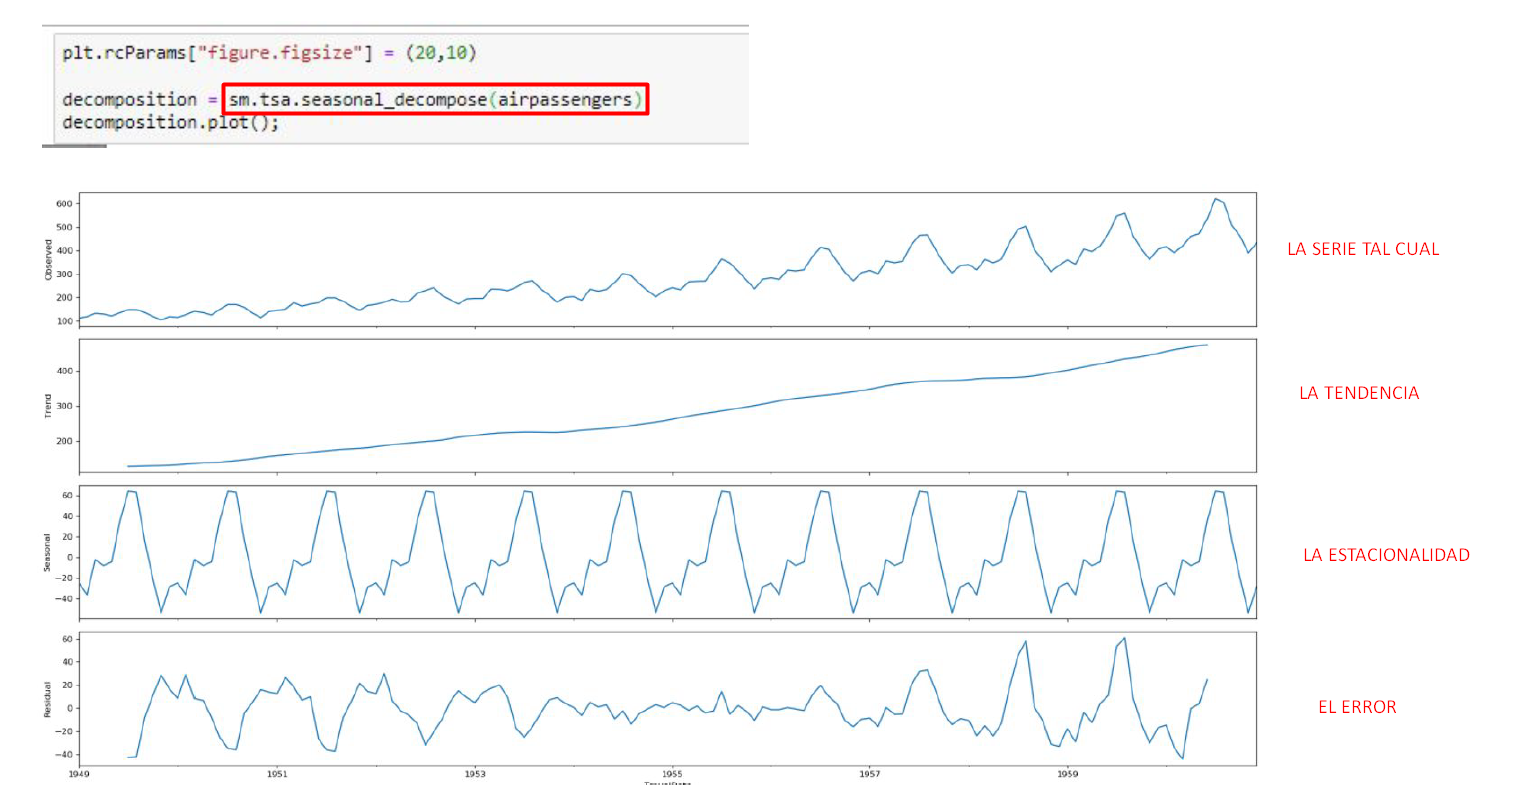 plt.rcParams["figure.figsize"] = (20,10)
decomposition = sm.tsa.seasonal_decompose(airpassengers)
decomposition.plot();
600
500
400
300
200
100
Observed
LA SERIE TAL CUAL
400
300
200
Trend
LA TENDENCIA
60
40
20
0
−20
−40
Seasonal
LA ESTACIONALIDAD
60
40
20
0
−20
−40
Residual
EL ERROR
1949 1951 1953 1955 1957 1959